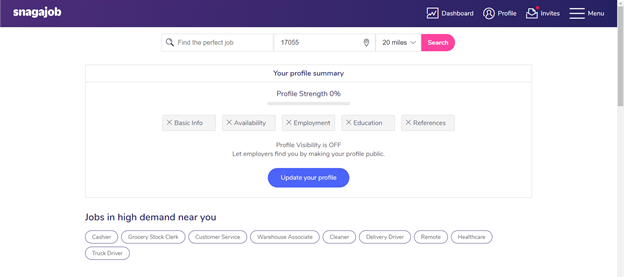 snagajob Dashboard Profile Invites Menu
Find the perfect job 17055 20 miles Search
Your profile summary
Profile Strength 0%
Basic Info Availability Employment Education References
Profile Visibility is OFF
Let employers find you by making your profile public.
Update your profile
Jobs in high demand near you
Cashier Grocery Stock Clerk Customer Service Warehouse Associate Cleaner Delivery Driver Remote Healthcare
Truck Driver